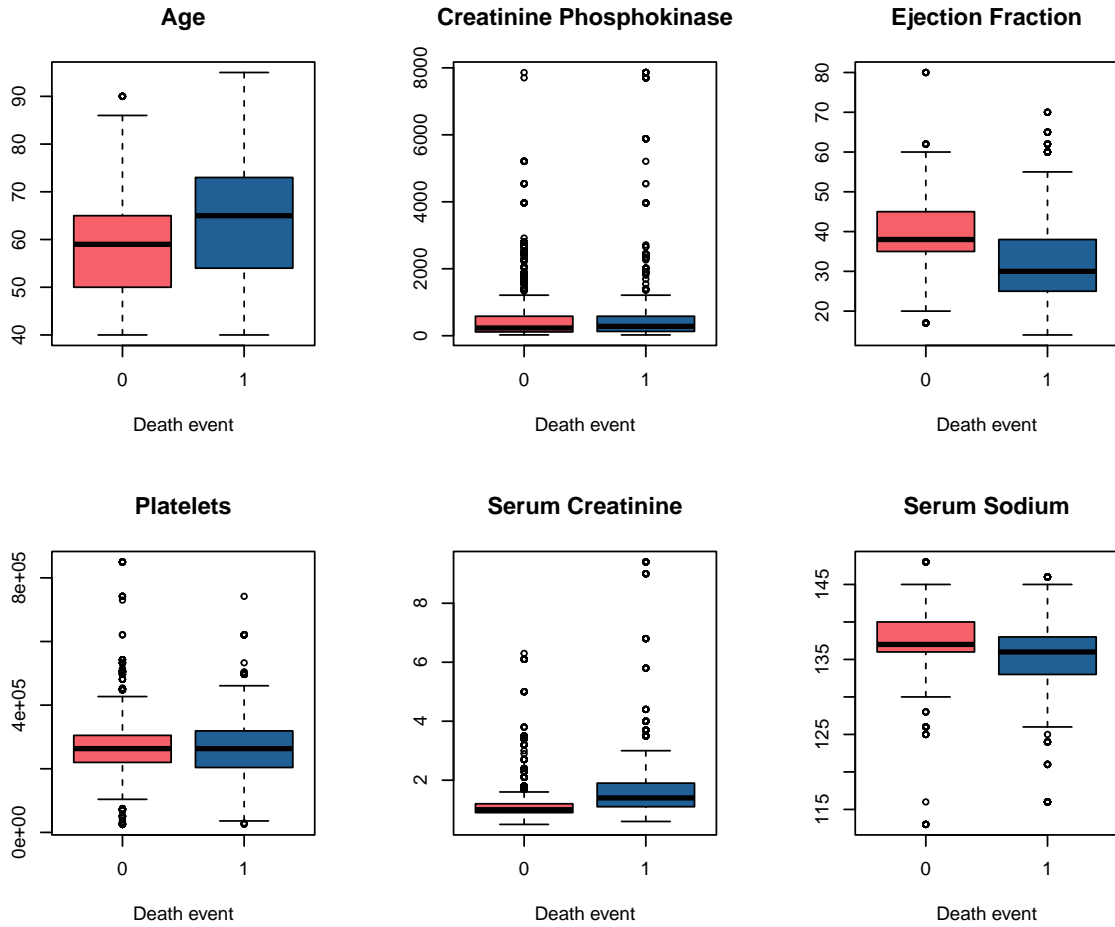 Age
40 50 60 70 80 90
0 1
Death event
Creatinine Phosphokinase
0 2000 4000 6000 8000
0 1
Death event
Ejection Fraction
20 30 40 50 60 70 80
0 1
Death event
Platelets
0e+00 4e+05 8e+05
0 1
Death event
Serum Creatinine
2 4 6 8
0 1
Death event
Serum Sodium
115 125 135 145
0 1
Death event